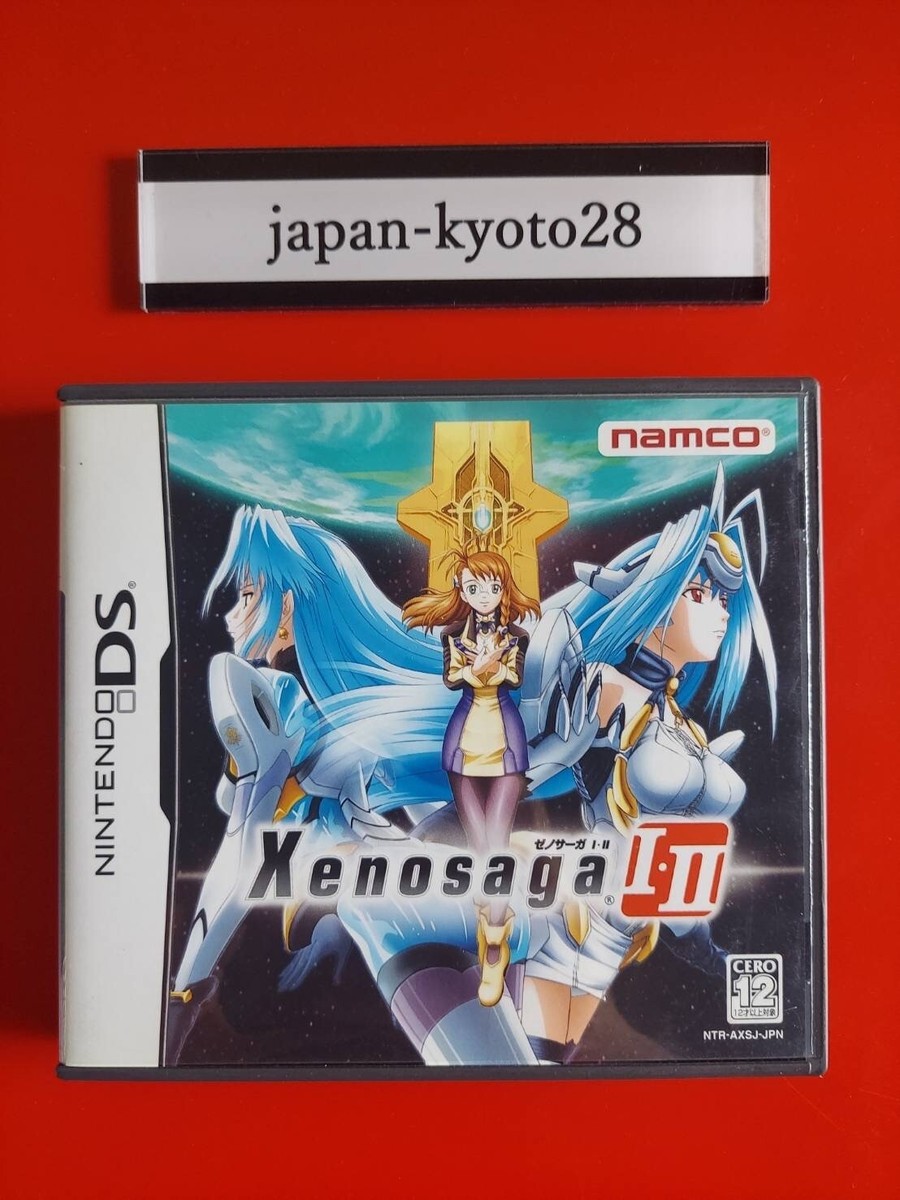 japan-kyoto28
namco®
NINTENDO DS®
ゼノサーガ I・II
Xenosaga® I・II
CERO
12
12才以上対象
NTR-AXSJ-JPN